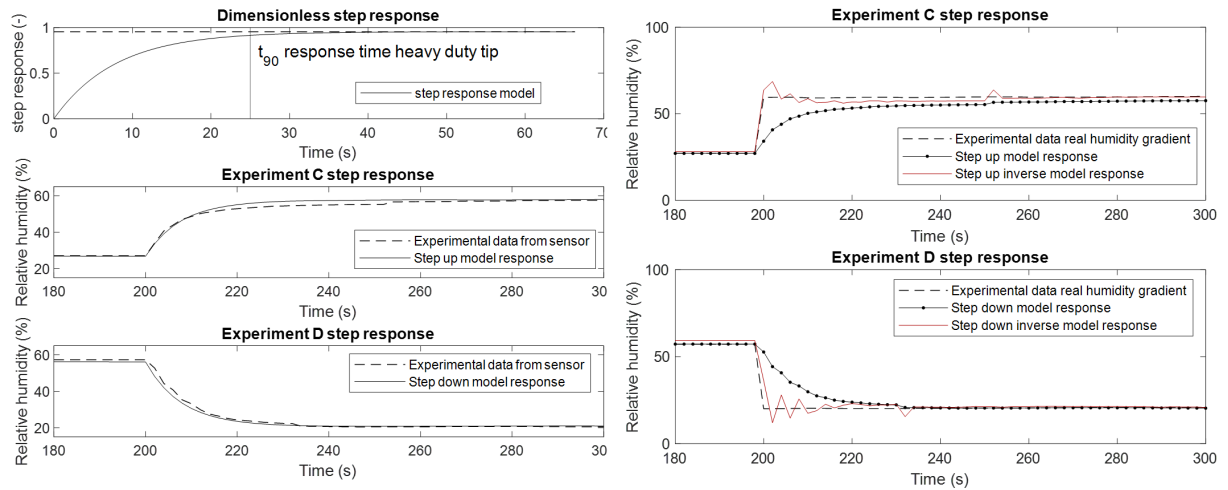 Dimensionless step response
step response (-)
1
0.5
0
t90 response time heavy duty tip
step response model
0 10 20 30 40 50 60 70
Time (s)
Experiment C step response
Relative humidity (%)
60
40
20
Experimental data from sensor
Step up model response
180 200 220 240 260 280 300
Time (s)
Experiment D step response
Relative humidity (%)
60
40
20
Experimental data from sensor
Step down model response
180 200 220 240 260 280 300
Time (s)
Experiment C step response
Relative humidity (%)
100
50
0
Experimental data real humidity gradient
Step up model response
Step up inverse model response
180 200 220 240 260 280 300
Time (s)
Experiment D step response
Relative humidity (%)
100
50
0
Experimental data real humidity gradient
Step down model response
Step down inverse model response
180 200 220 240 260 280 300
Time (s)